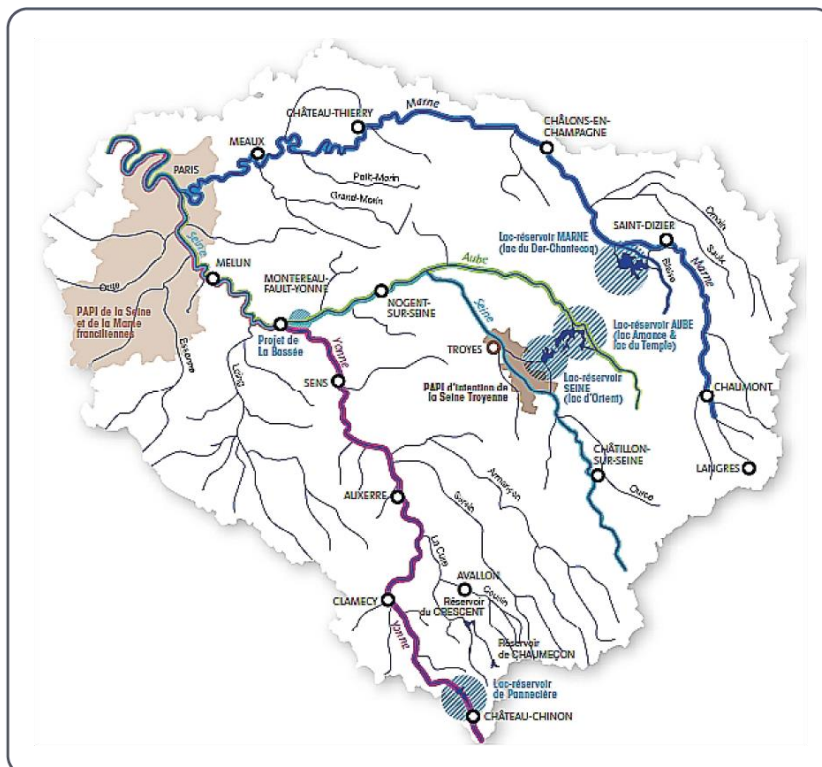 Marne
CHÂTEAU-THIERRY
CHÂLONS-EN-
CHAMPAGNE
MEAUX
PARIS
Petit-Morin
Grand-Morin
Ornain
Saulx
SAINT-DIZIER
Lac-réservoir MARNE
(lac du Der-Chantecoq)
Blaise
Marne
Seine
MELUN
Aube
MONTEREAU-
FAULT-YONNE
NOGENT-
SUR-SEINE
Seine
PAPI de la Seine
et de la Marne
franciliennes
Essonne
Projet de
La Bassée
Loing
Yonne
TROYES
Lac-réservoir AUBE
(lac Amance &
lac du Temple)
PAPI d'intention de
la Seine Troyenne
Lac-réservoir
SEINE
(lac d'Orient)
SENS
CHAUMONT
LANGRES
CHÂTILLON-
SUR-SEINE
Ource
AUXERRE
Armançon
Serein
La Cure
AVALLON
Cousin
CLAMECY
Réservoir
du CRESCENT
Yonne
Réservoir
de CHAUMEÇON
Lac-réservoir
de Pannecière
CHÂTEAU-CHINON